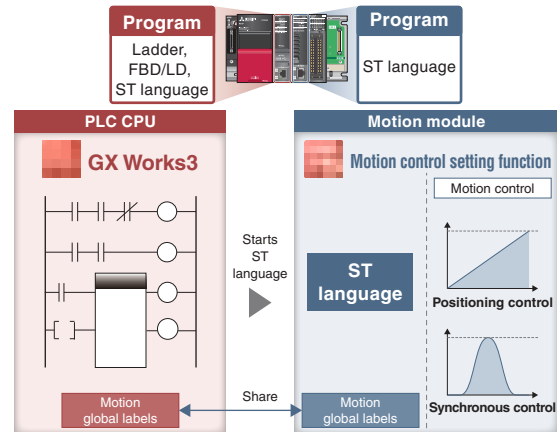 Program
Ladder,
FBD/LD,
ST language
Program
ST language
PLC CPU
GX Works3
Starts
ST
language
Motion module
Motion control setting function
Motion control
ST
language
Positioning control
Synchronous control
Motion
global labels
Share
Motion
global labels